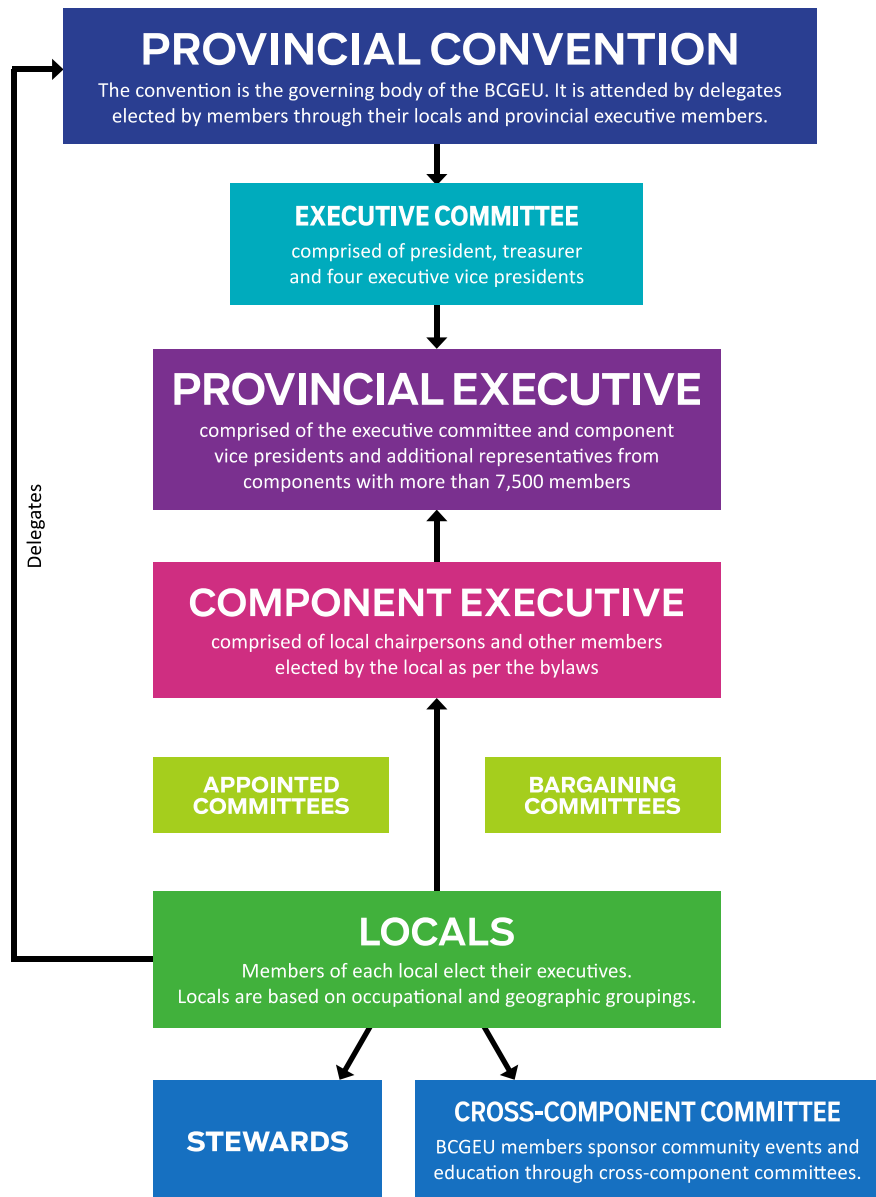 PROVINCIAL CONVENTION
The convention is the governing body of the BCGEU. It is attended by delegates
elected by members through their locals and provincial executive members.
EXECUTIVE COMMITTEE
comprised of president, treasurer
and four executive vice presidents
PROVINCIAL EXECUTIVE
comprised of the executive committee and component
vice presidents and additional representatives from
components with more than 7,500 members
Delegates
COMPONENT EXECUTIVE
comprised of local chairpersons and other members
elected by the local as per the bylaws
APPOINTED
COMMITTEES
BARGAINING
COMMITTEES
LOCALS
Members of each local elect their executives.
Locals are based on occupational and geographic groupings.
STEWARDS
CROSS-COMPONENT COMMITTEE
BCGEU members sponsor community events and
education through cross-component committees.